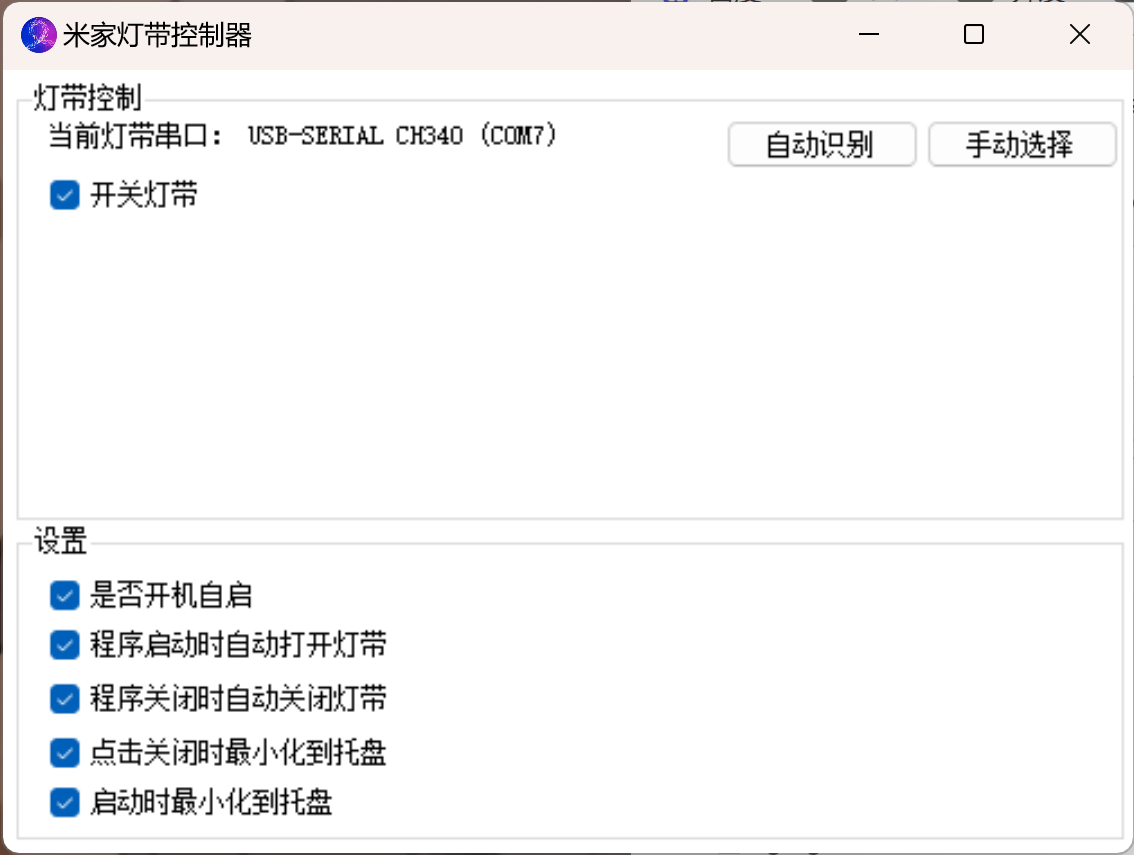 米家灯带控制器
灯带控制
当前灯带串口： USB-SERIAL CH340 (COM7)
自动识别
手动选择
开关灯带
设置
是否开机自启
程序启动时自动打开灯带
程序关闭时自动关闭灯带
点击关闭时最小化到托盘
启动时最小化到托盘